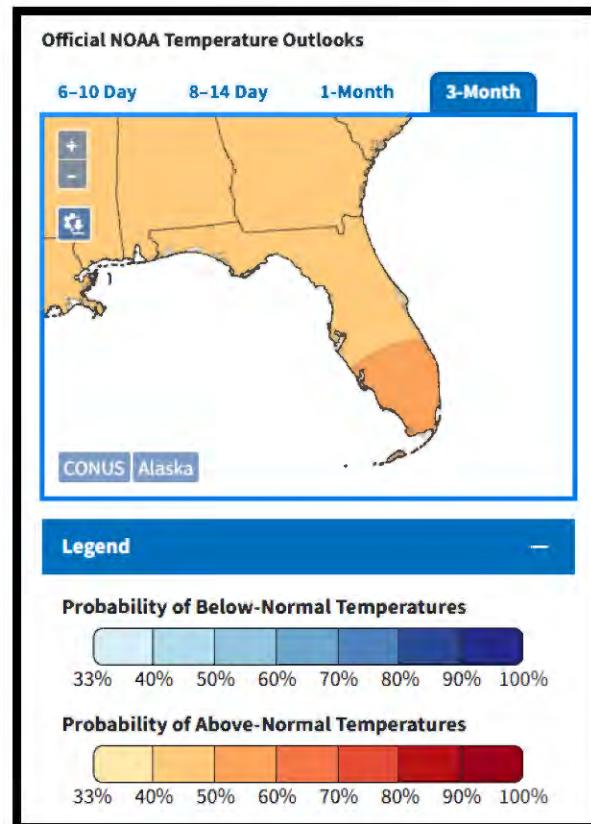 Official NOAA Temperature Outlooks
6–10 Day 8–14 Day 1-Month 3-Month
+
−
CONUS Alaska
Legend −
Probability of Below-Normal Temperatures
33% 40% 50% 60% 70% 80% 90% 100%
Probability of Above-Normal Temperatures
33% 40% 50% 60% 70% 80% 90% 100%